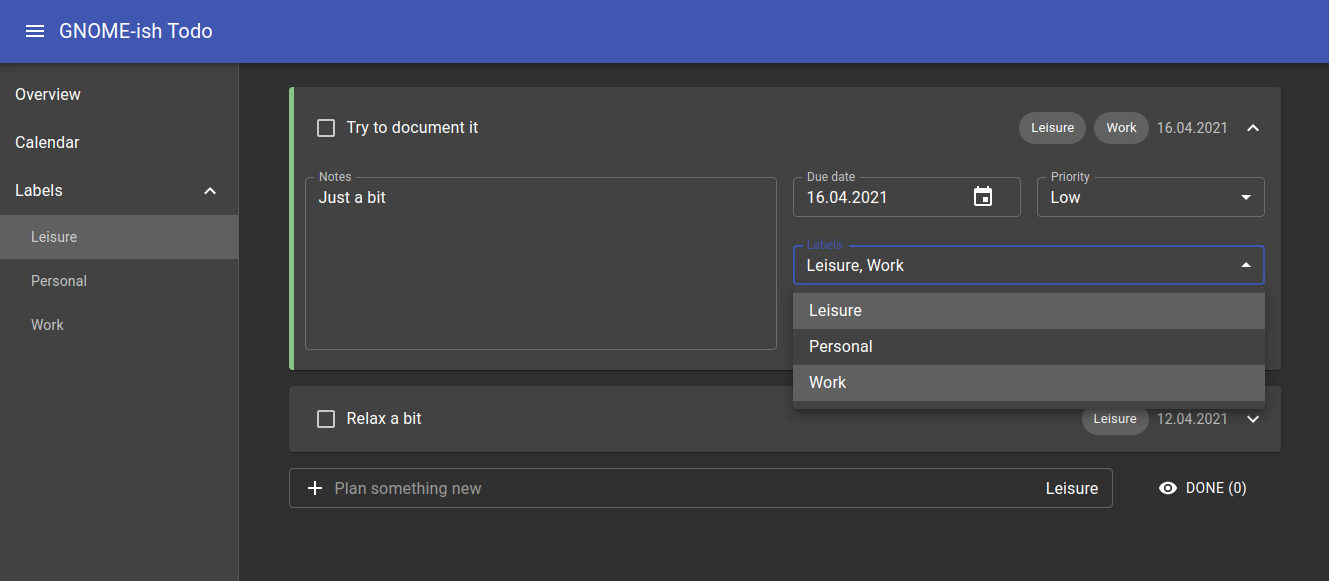 GNOME-ish Todo
Overview
Calendar
Labels
Leisure
Personal
Work
Try to document it
Leisure
Work
16.04.2021
Notes
Just a bit
Due date
16.04.2021
Priority
Low
Labels
Leisure, Work
Leisure
Personal
Work
Relax a bit
Leisure
12.04.2021
Plan something new
Leisure
DONE (0)